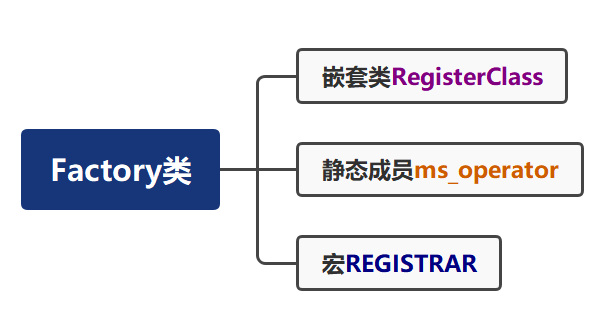 Factory类
嵌套类RegisterClass
静态成员ms_operator
宏REGISTRAR